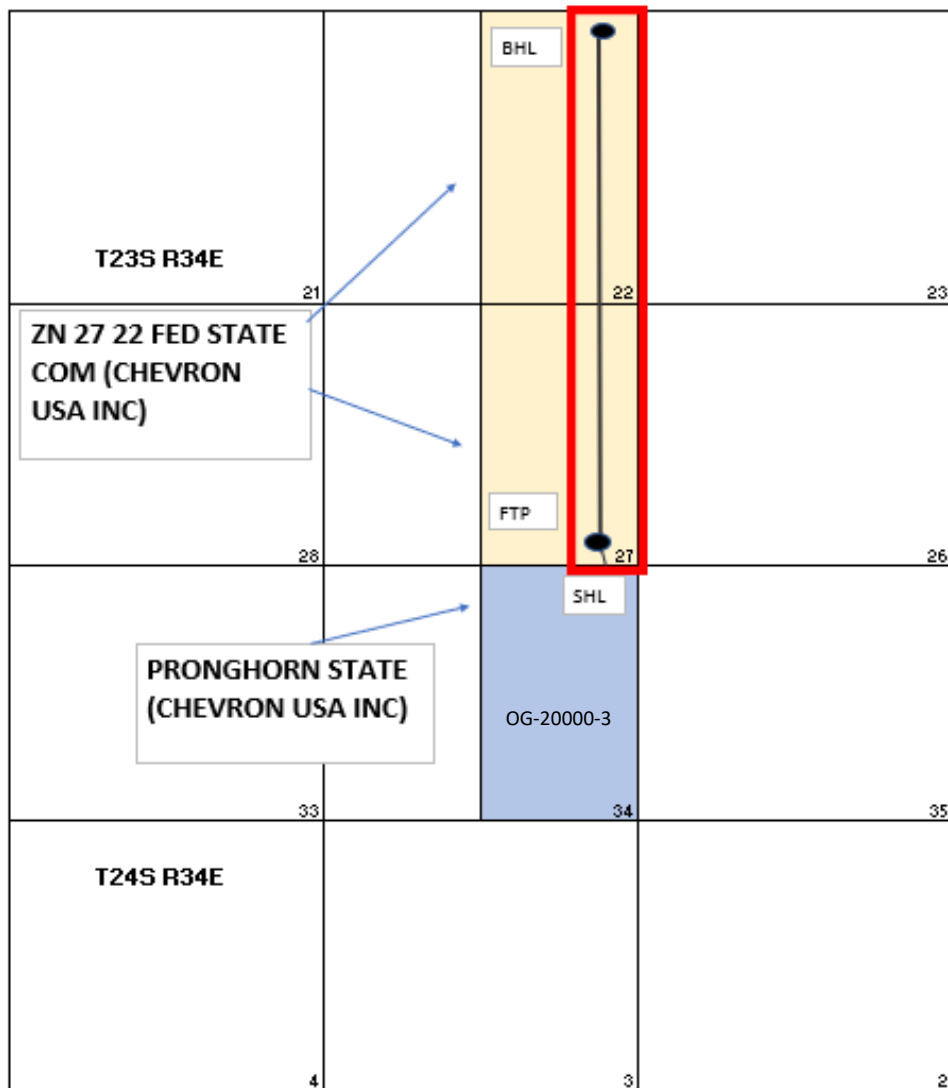 BHL
T23S R34E
21
22
23
ZN 27 22 FED STATE
COM (CHEVRON
USA INC)
FTP
28
27
26
SHL
PRONGHORN STATE
(CHEVRON USA INC)
OG-20000-3
33
34
35
T24S R34E
4
3
2